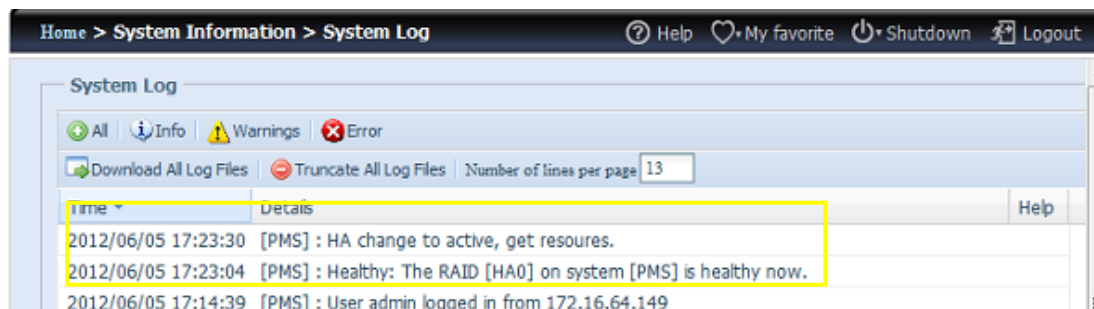 Home > System Information > System Log Help My favorite Shutdown Logout
System Log
All Info Warnings Error
Download All Log Files Truncate All Log Files Number of lines per page 13
Time Details Help
2012/06/05 17:23:30 [PMS] : HA change to active, get resoures.
2012/06/05 17:23:04 [PMS] : Healthy: The RAID [HA0] on system [PMS] is healthy now.
2012/06/05 17:14:39 [PMS] : User admin logged in from 172.16.64.149